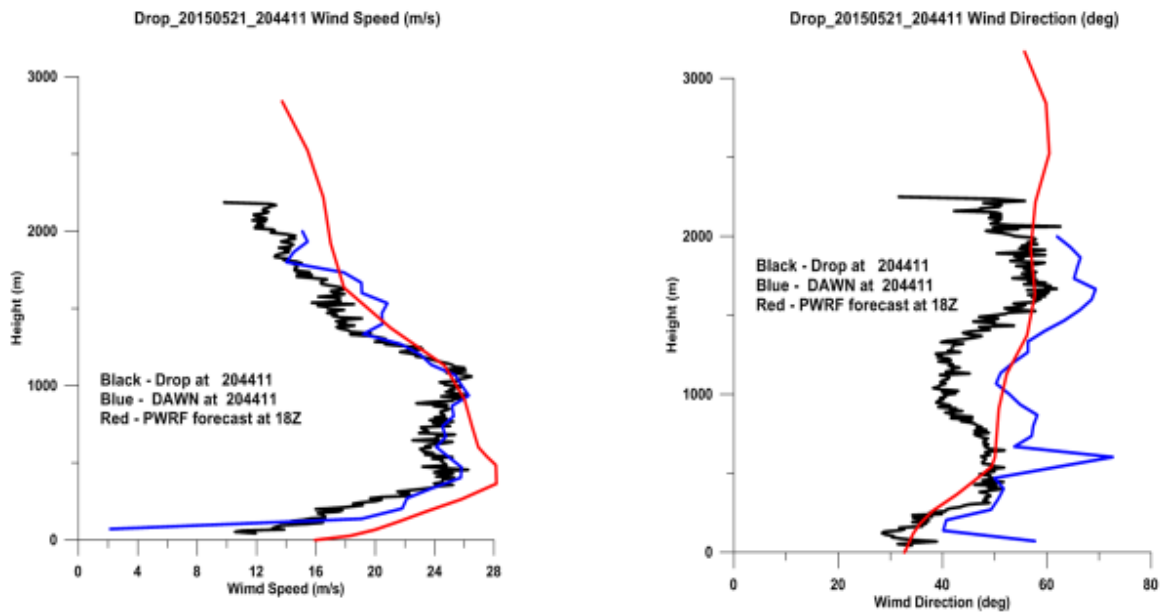 Drop_20150521_204411 Wind Speed (m/s)
3000
2000
1000
0
Height (m)
Black - Drop at 204411
Blue - DAWN at 204411
Red - PWRF forecast at 18Z
0 4 8 12 16 20 24 28
Wimd Speed (m/s)
Drop_20150521_204411 Wind Direction (deg)
3000
2000
1000
0
Height (m)
Black - Drop at 204411
Blue - DAWN at 204411
Red - PWRF forecast at 18Z
0 20 40 60 80
Wimd Direction (deg)